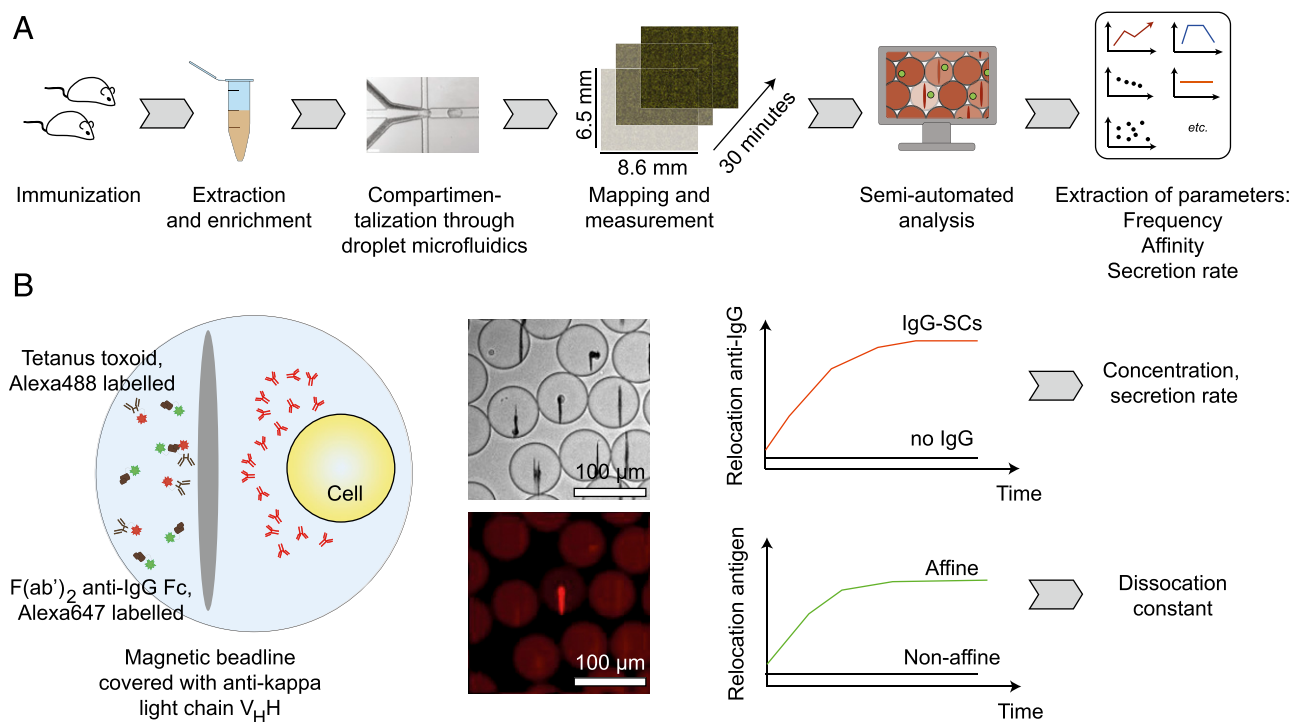 A
6.5 mm
8.6 mm
30 minutes
etc.
Immunization
Extraction
and enrichment
Compartimen-
talization through
droplet microfluidics
Mapping and
measurement
Semi-automated
analysis
Extraction of parameters:
Frequency
Affinity
Secretion rate
B
Tetanus toxoid,
Alexa488 labelled
Cell
F(ab')2 anti-IgG Fc,
Alexa647 labelled
Magnetic beadline
covered with anti-kappa
light chain VHH
100 µm
100 µm
Relocation anti-IgG
IgG-SCs
no IgG
Time
Concentration,
secretion rate
Relocation antigen
Affine
Non-affine
Time
Dissocation
constant